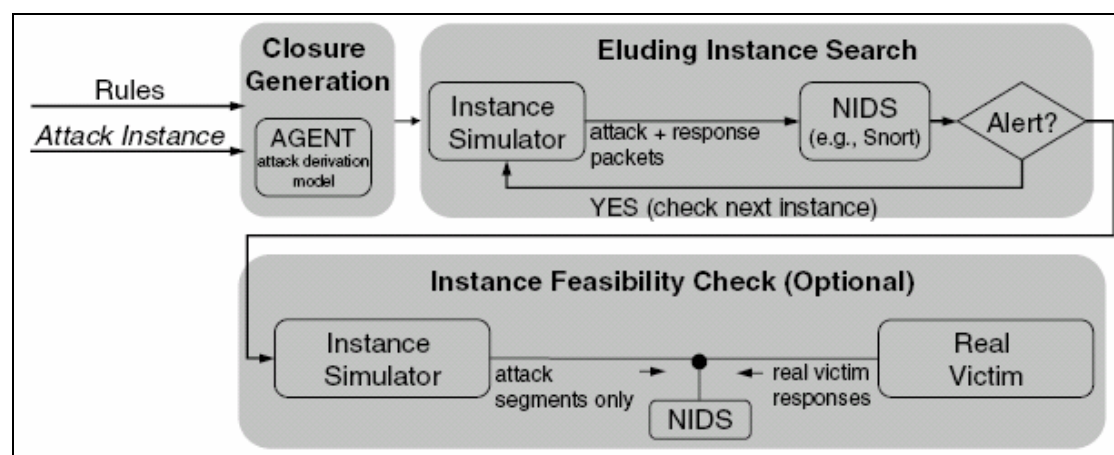 Closure
Generation
Rules
Attack Instance
AGENT
attack derivation
model
Eluding Instance Search
Instance
Simulator
attack + response
packets
NIDS
(e.g., Snort)
Alert?
YES (check next instance)
Instance Feasibility Check (Optional)
Instance
Simulator
attack
segments only
NIDS
real victim
responses
Real
Victim